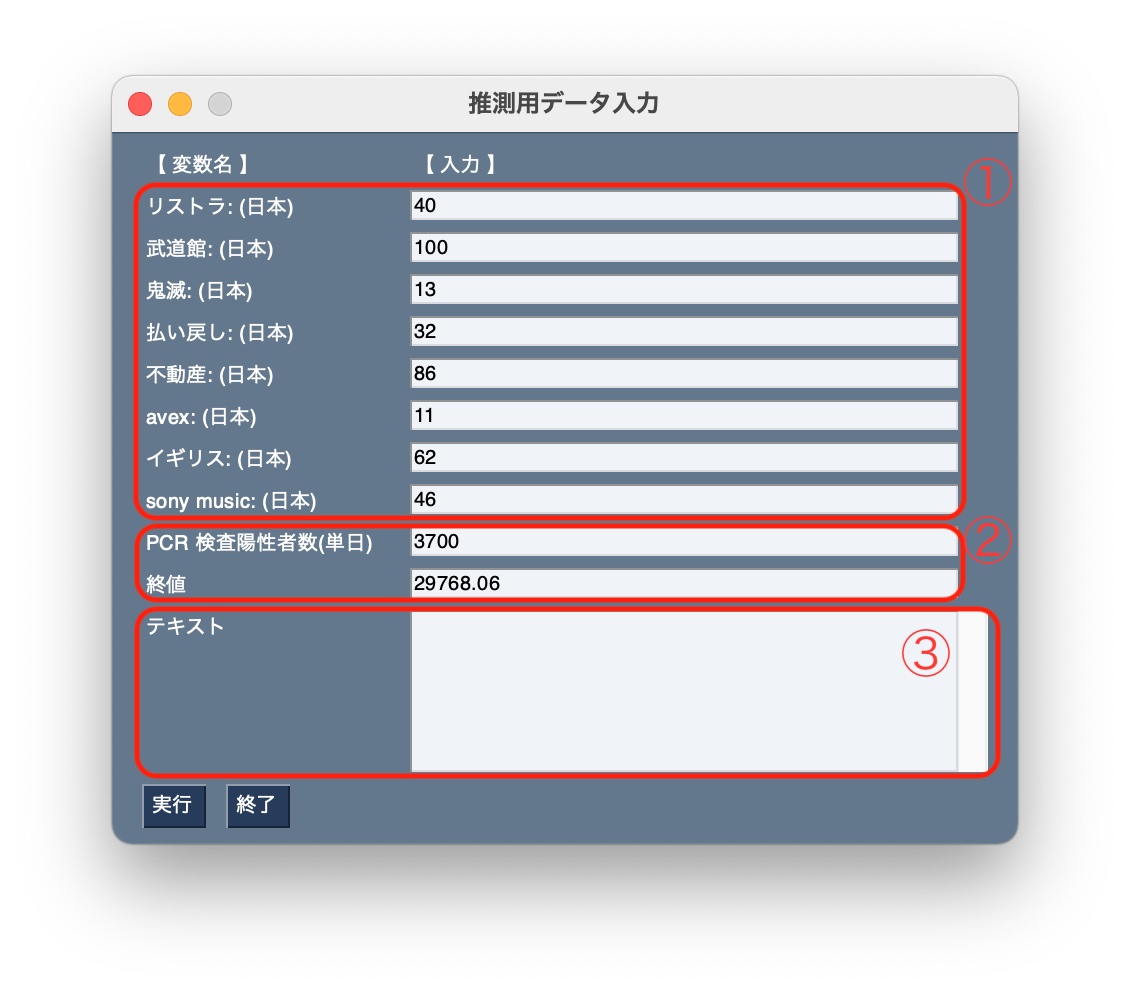 推測用データ入力
【 変数名 】 【 入力 】
①
リストラ: (日本) 40
武道館: (日本) 100
鬼滅: (日本) 13
払い戻し: (日本) 32
不動産: (日本) 86
avex: (日本) 11
イギリス: (日本) 62
sony music: (日本) 46
②
PCR 検査陽性者数(単日) 3700
終値 29768.06
テキスト
③
実行 終了